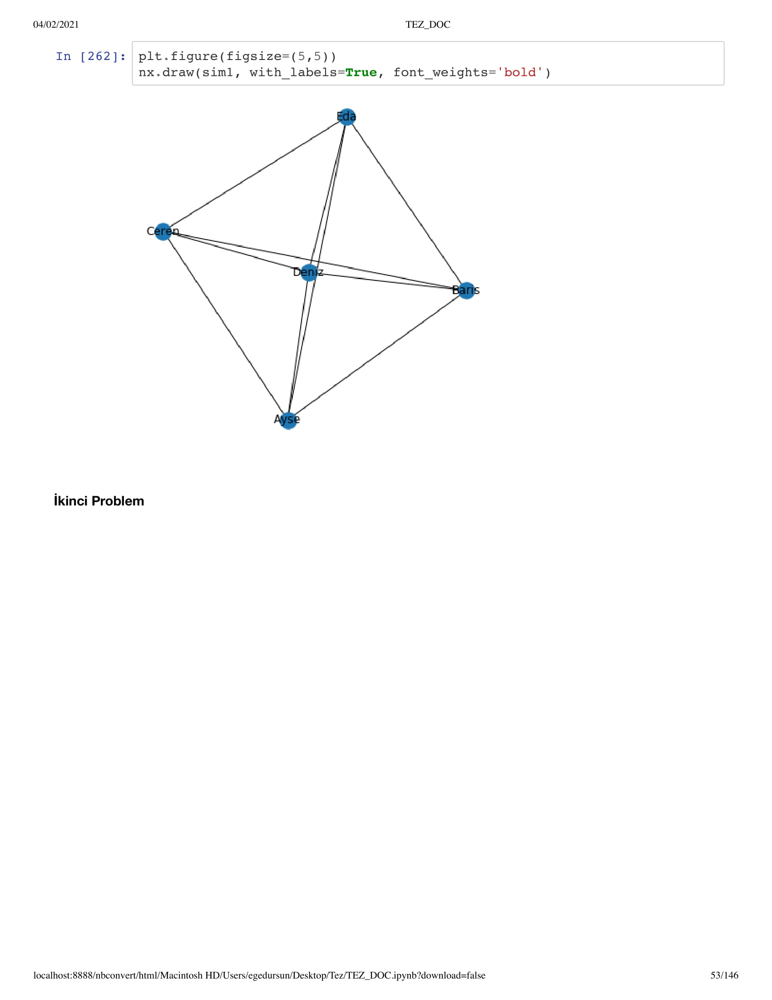 04/02/2021 TEZ_DOC
In [262]: plt.figure(figsize=(5,5))
nx.draw(sim1, with_labels=True, font_weights='bold')
Eda
Ceren
Deniz
Baris
Ayse
İkinci Problem
localhost:8888/nbconvert/html/Macintosh HD/Users/egedursun/Desktop/Tez/TEZ_DOC.ipynb?download=false 53/146